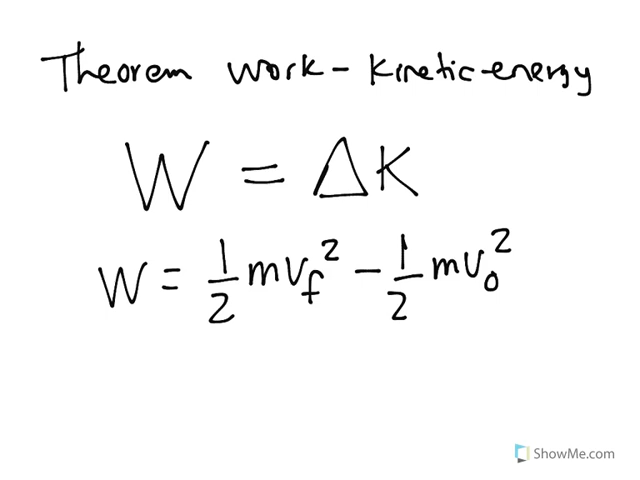 Theorem work - kinetic-energy
W = ΔK
W = 1/2 mv_f^2 - 1/2 mv_0^2
ShowMe.com